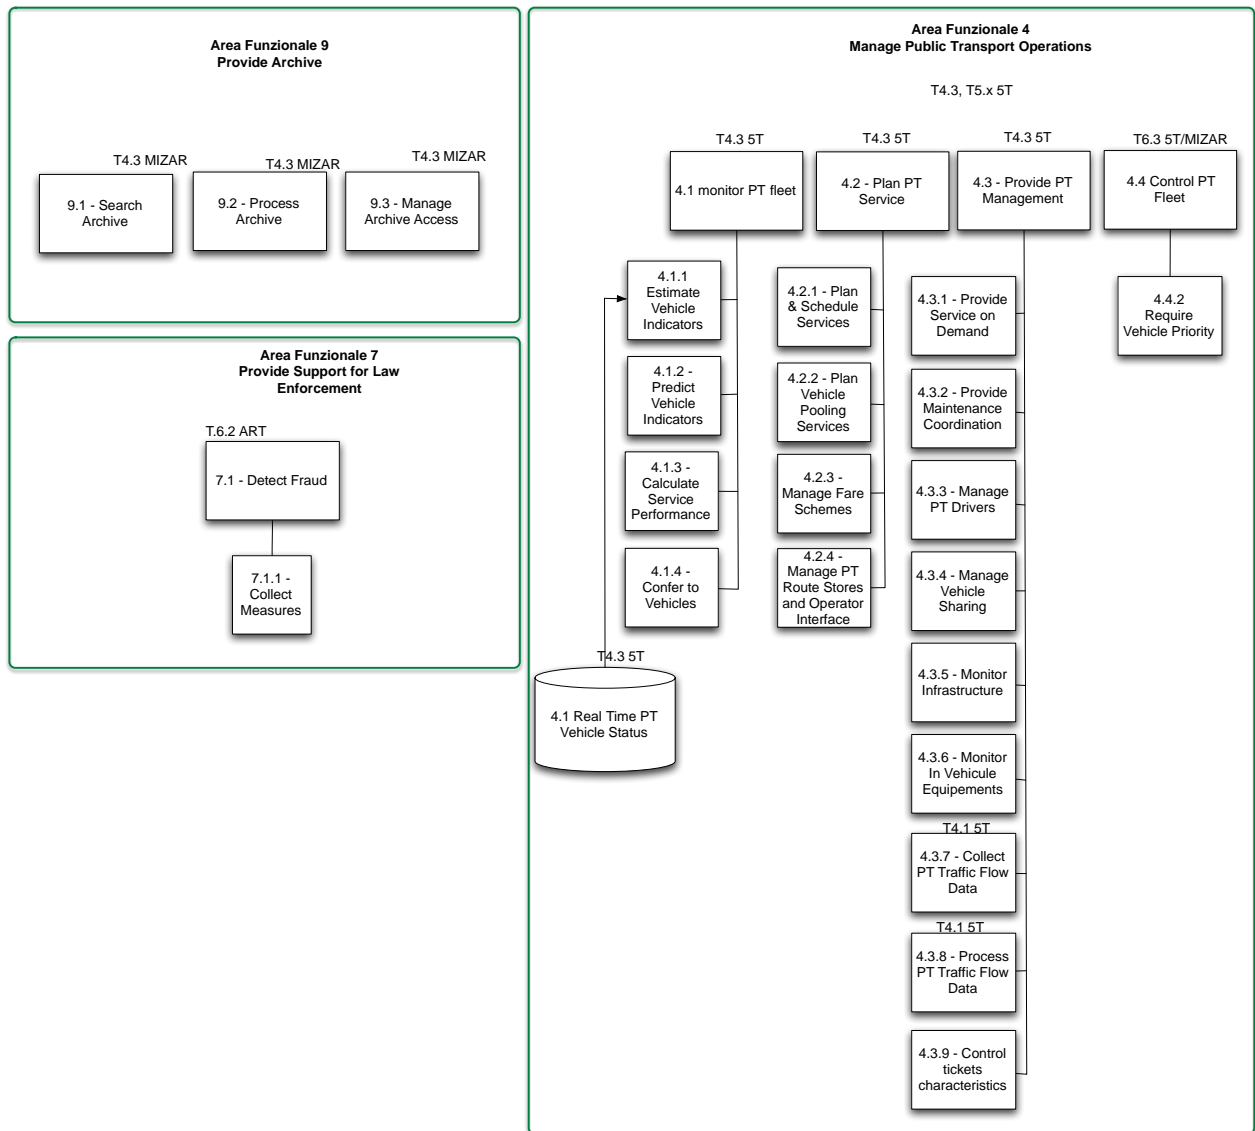 Area Funzionale 9
Provide Archive
T4.3 MIZAR
T4.3 MIZAR
T4.3 MIZAR
9.1 - Search
Archive
9.2 - Process
Archive
9.3 - Manage
Archive Access
Area Funzionale 7
Provide Support for Law
Enforcement
T.6.2 ART
7.1 - Detect Fraud
7.1.1 -
Collect
Measures
Area Funzionale 4
Manage Public Transport Operations
T4.3, T5.x 5T
T4.3 5T
4.1 monitor PT fleet
4.1.1
Estimate
Vehicle
Indicators
4.1.2 -
Predict
Vehicle
Indicators
4.1.3 -
Calculate
Service
Performance
4.1.4 -
Confer to
Vehicles
T4.3 5T
4.1 Real Time PT
Vehicle Status
T4.3 5T
4.2 - Plan PT
Service
4.2.1 - Plan
& Schedule
Services
4.2.2 - Plan
Vehicle
Pooling
Services
4.2.3 -
Manage Fare
Schemes
4.2.4 -
Manage PT
Route Stores
and Operator
Interface
T4.3 5T
4.3 - Provide PT
Management
4.3.1 - Provide
Service on
Demand
4.3.2 - Provide
Maintenance
Coordination
4.3.3 - Manage
PT Drivers
4.3.4 - Manage
Vehicle
Sharing
4.3.5 - Monitor
Infrastructure
4.3.6 - Monitor
In Vehicule
Equipements
T4.1 5T
4.3.7 - Collect
PT Traffic Flow
Data
T4.1 5T
4.3.8 - Process
PT Traffic Flow
Data
4.3.9 - Control
tickets
characteristics
T6.3 5T/MIZAR
4.4 Control PT
Fleet
4.4.2
Require
Vehicle Priority